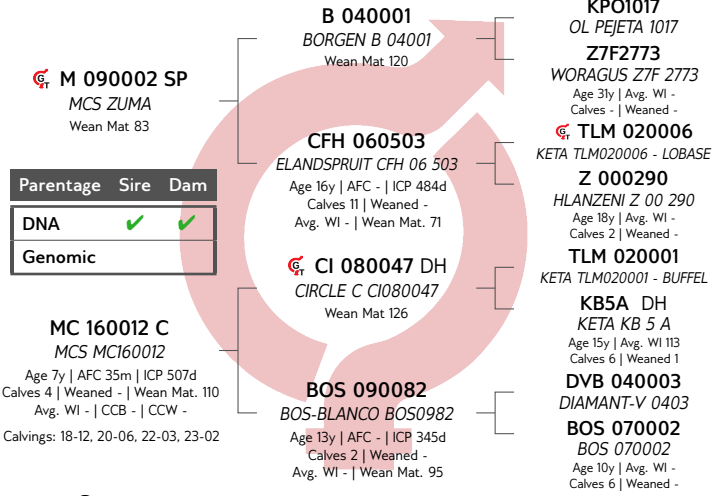 M 090002 SP
MCS ZUMA
Wean Mat 83
Parentage Sire Dam
DNA ✔ ✔
Genomic
MC 160012 C
MCS MC160012
Age 7y | AFC 35m | ICP 507d
Calves 4 | Weaned - | Wean Mat. 110
Avg. WI - | CCB - | CCW -
Calvings: 18-12, 20-06, 22-03, 23-02
B 040001
BORGEN B 04001
Wean Mat 120
CFH 060503
ELANDSPRUIT CFH 06 503
Age 16y | AFC - | ICP 484d
Calves 11 | Weaned -
Avg. WI - | Wean Mat. 71
CI 080047 DH
CIRCLE C CI080047
Wean Mat 126
BOS 090082
BOS-BLANCO BOS0982
Age 13y | AFC - | ICP 345d
Calves 2 | Weaned -
Avg. WI - | Wean Mat. 95
KPO1017
OL PEJETA 1017
Z7F2773
WORAGUS Z7F 2773
Age 31y | Avg. WI -
Calves - | Weaned -
TLM 020006
KETA TLM020006 - LOBASE
Z 000290
HLANZENI Z 00 290
Age 18y | Avg. WI -
Calves 2 | Weaned -
TLM 020001
KETA TLM020001 - BUFFEL
KB5A DH
KETA KB 5 A
Age 15y | Avg. WI 113
Calves 6 | Weaned 1
DVB 040003
DIAMANT-V 0403
BOS 070002
BOS 070002
Age 10y | Avg. WI -
Calves 6 | Weaned -